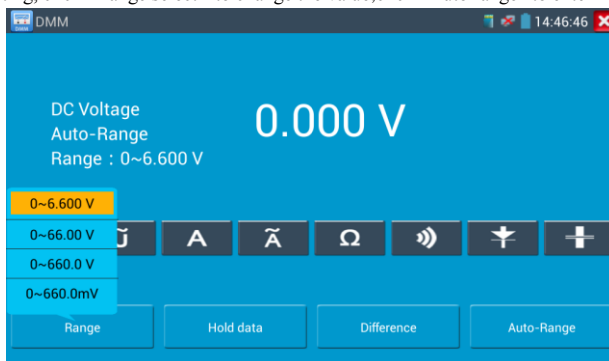 DMM
14:46:46
DC Voltage
Auto-Range
Range：0~6.600 V
0.000 V
0~6.600 V
0~66.00 V
0~660.0 V
0~660.0mV
A
Ã
Ω
Range
Hold data
Difference
Auto-Range